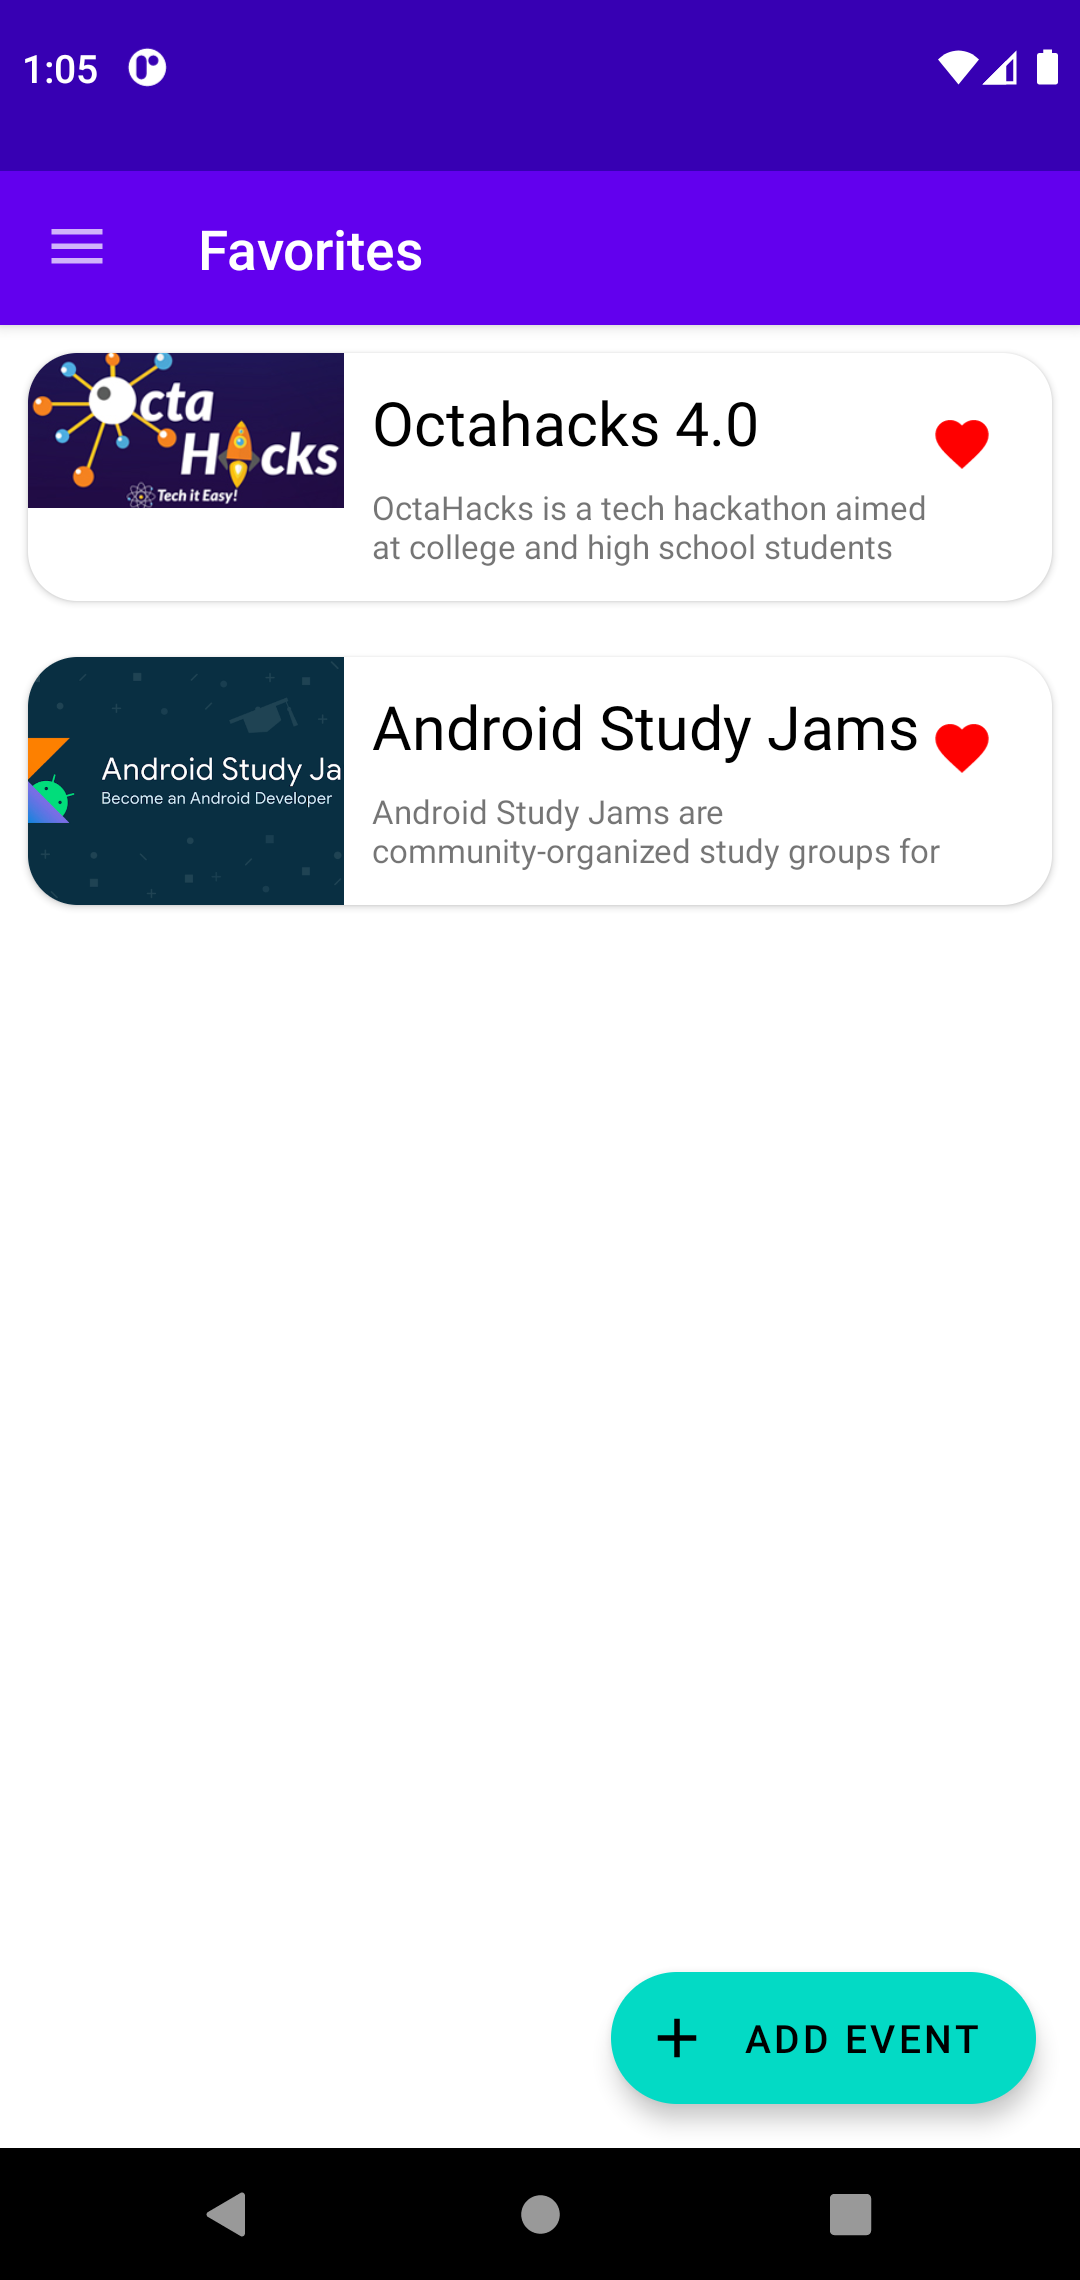 1:05
Favorites
Octa
Hacks
Tech it Easy!
Octahacks 4.0
OctaHacks is a tech hackathon aimed
at college and high school students
Android Study Ja
Become an Android Developer
Android Study Jams
Android Study Jams are
community-organized study groups for
ADD EVENT